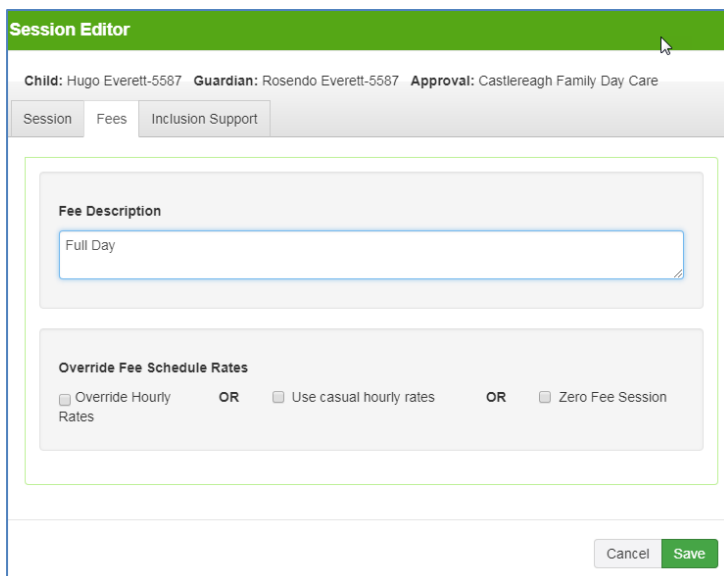 Session Editor
Child: Hugo Everett-5587 Guardian: Rosendo Everett-5587 Approval: Castlereagh Family Day Care
Session Fees Inclusion Support
Fee Description
Full Day
Override Fee Schedule Rates
Override Hourly OR Use casual hourly rates OR Zero Fee Session
Rates
Cancel Save